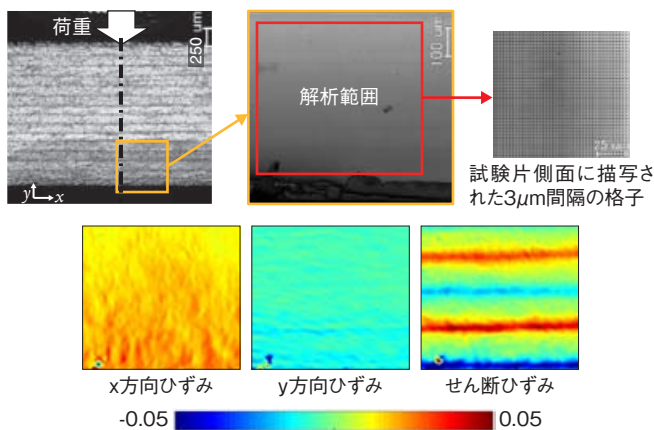 荷重
250 μm
y
x
解析範囲
100 μm
25 μm
試験片側面に描写さ
れた3μm間隔の格子
x方向ひずみ
y方向ひずみ
せん断ひずみ
-0.05
0.05